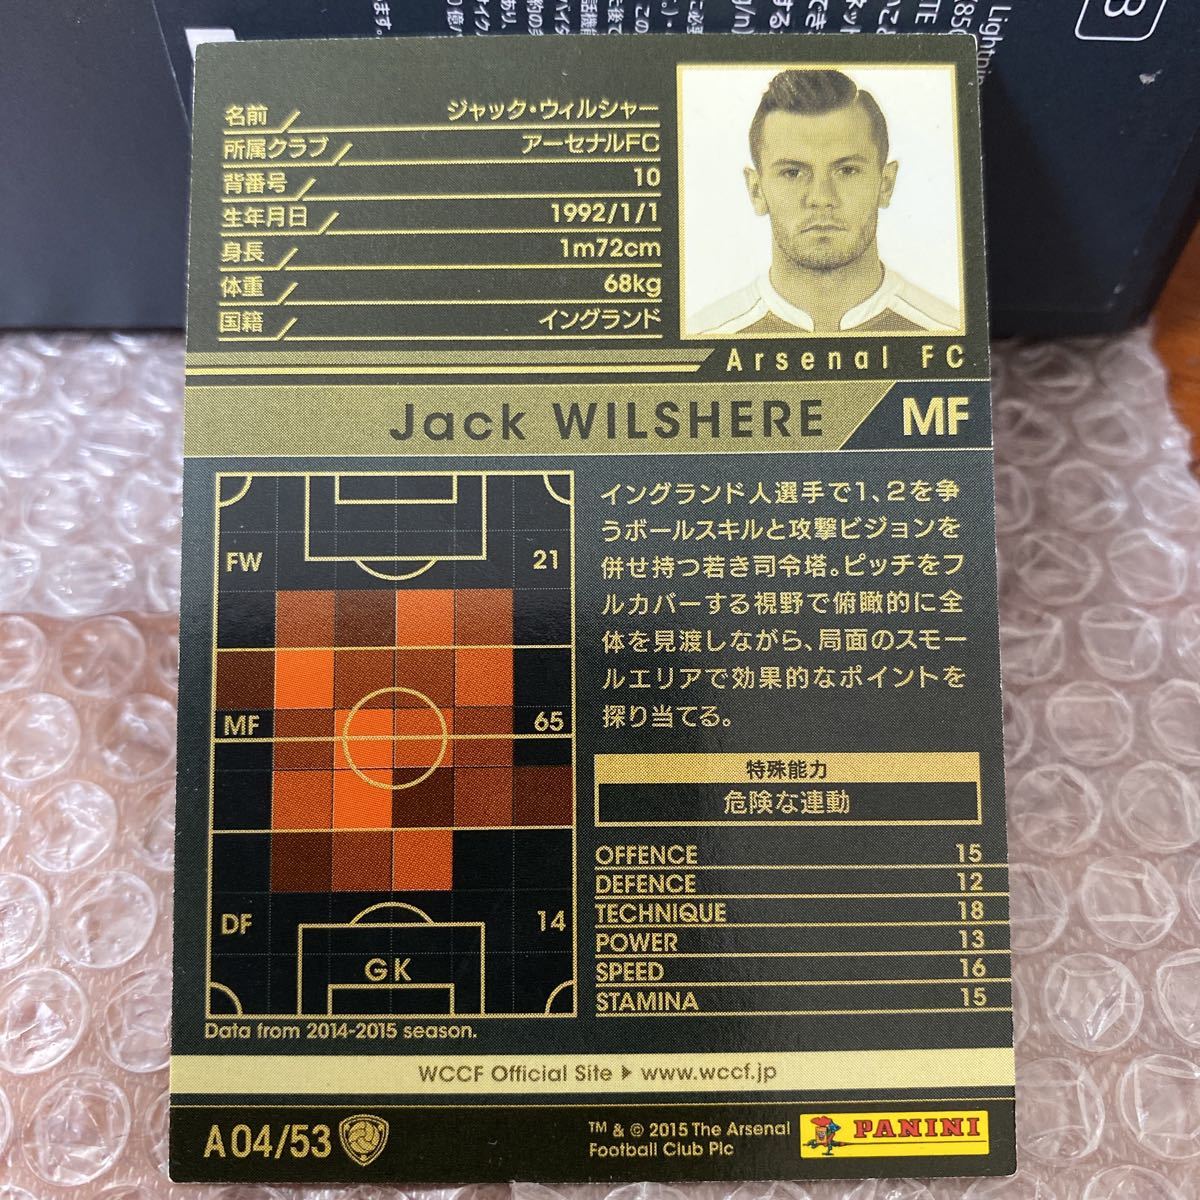 名前 ジャック・ウィルシャー
所属クラブ アーセナルFC
背番号 10
生年月日 1992/1/1
身長 1m72cm
体重 68kg
国籍 イングランド
Arsenal FC
Jack WILSHERE MF
FW 21
MF 65
DF 14
GK
Data from 2014-2015 season.
イングランド人選手で1、2を争
うボールスキルと攻撃ビジョンを
併せ持つ若き司令塔。ピッチをフ
ルカバーする視野で俯瞰的に全
体を見渡しながら、局面のスモー
ルエリアで効果的なポイントを
探り当てる。
特殊能力
危険な連動
OFFENCE 15
DEFENCE 12
TECHNIQUE 18
POWER 13
SPEED 16
STAMINA 15
WCCF Official Site ▶ www.wccf.jp
A04/53
™ & © 2015 The Arsenal
Football Club Plc
PANINI